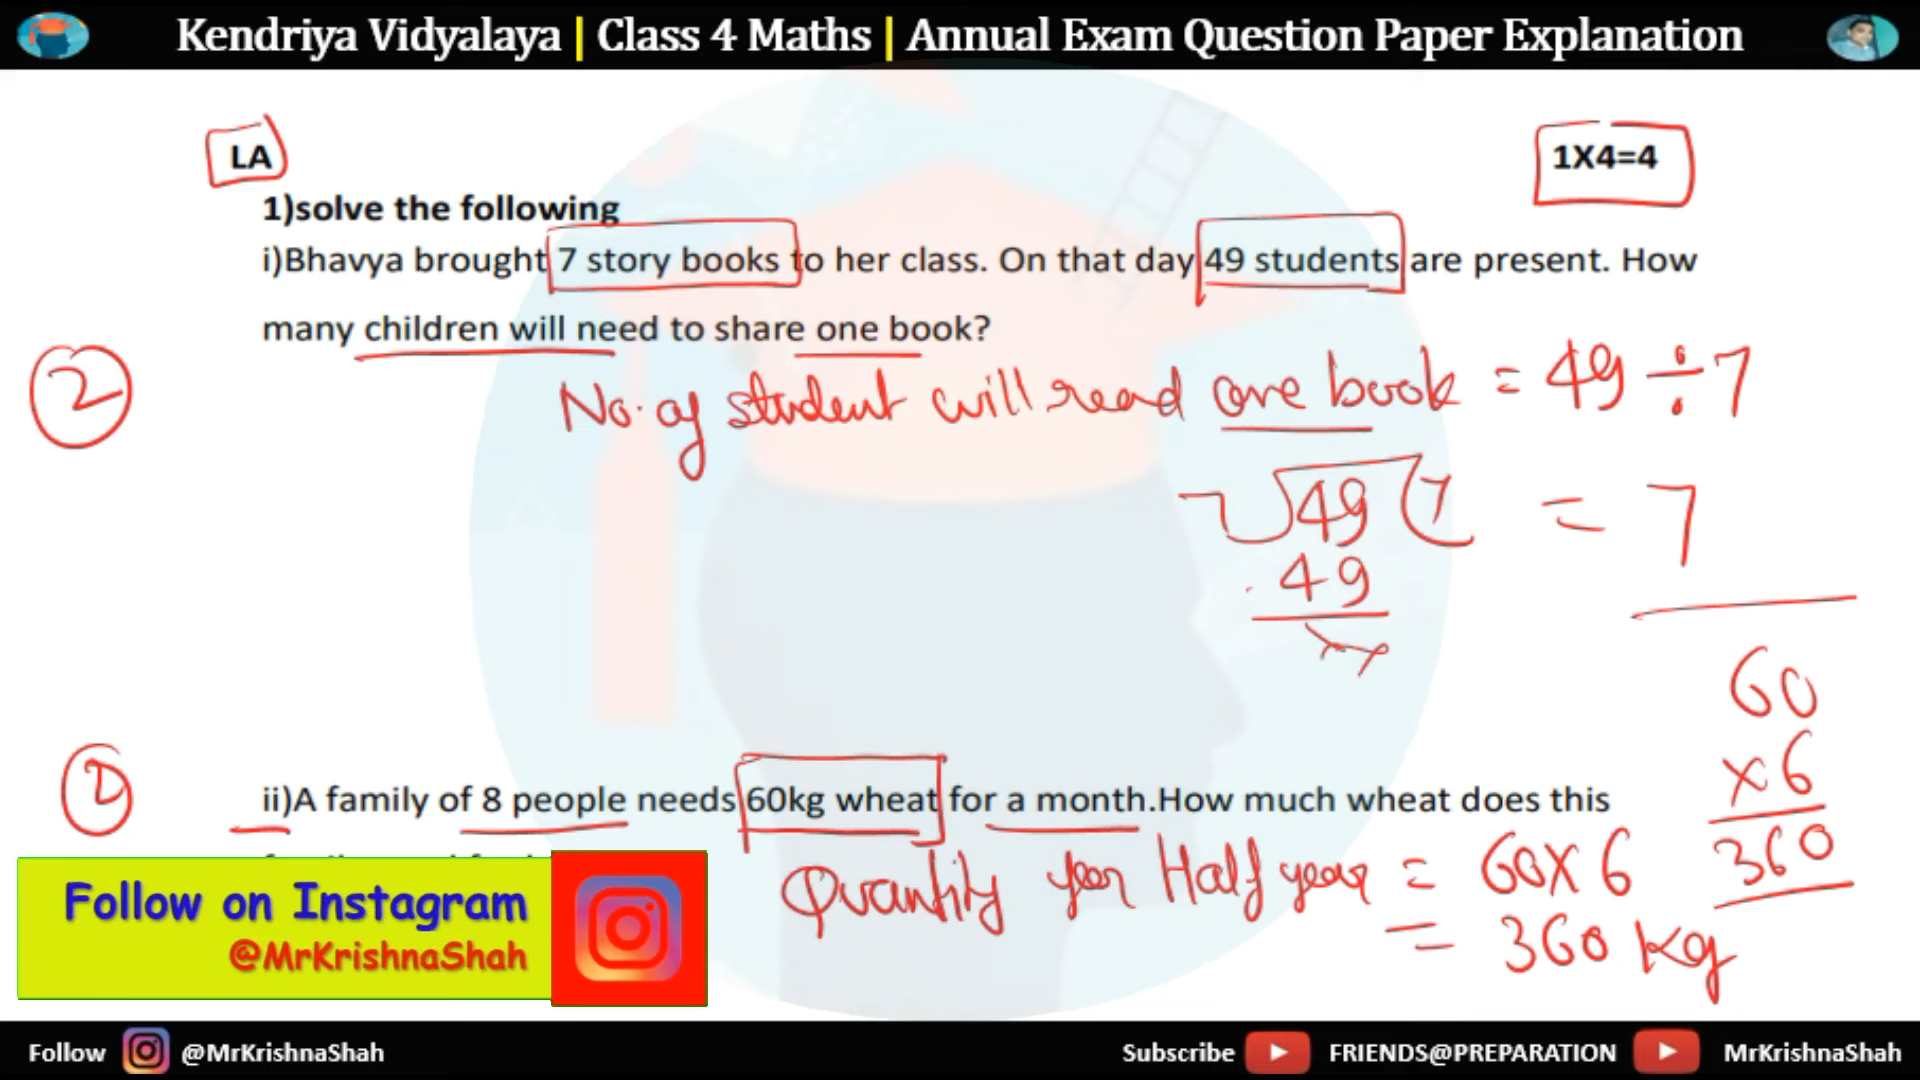 Kendriya Vidyalaya | Class 4 Maths | Annual Exam Question Paper Explanation
LA
1X4=4
1)solve the following
i)Bhavya brought 7 story books to her class. On that day 49 students are present. How
many children will need to share one book?
2
No. of student will read one book = 49 ÷ 7
7 49 7 = 7
49
60
x 6
360
ii)A family of 8 people needs 60kg wheat for a month.How much wheat does this
Quantity for Half year = 60 X 6
= 360 kg
Follow on Instagram
@MrKrishnaShah
Follow @MrKrishnaShah Subscribe FRIENDS@PREPARATION MrKrishnaShah